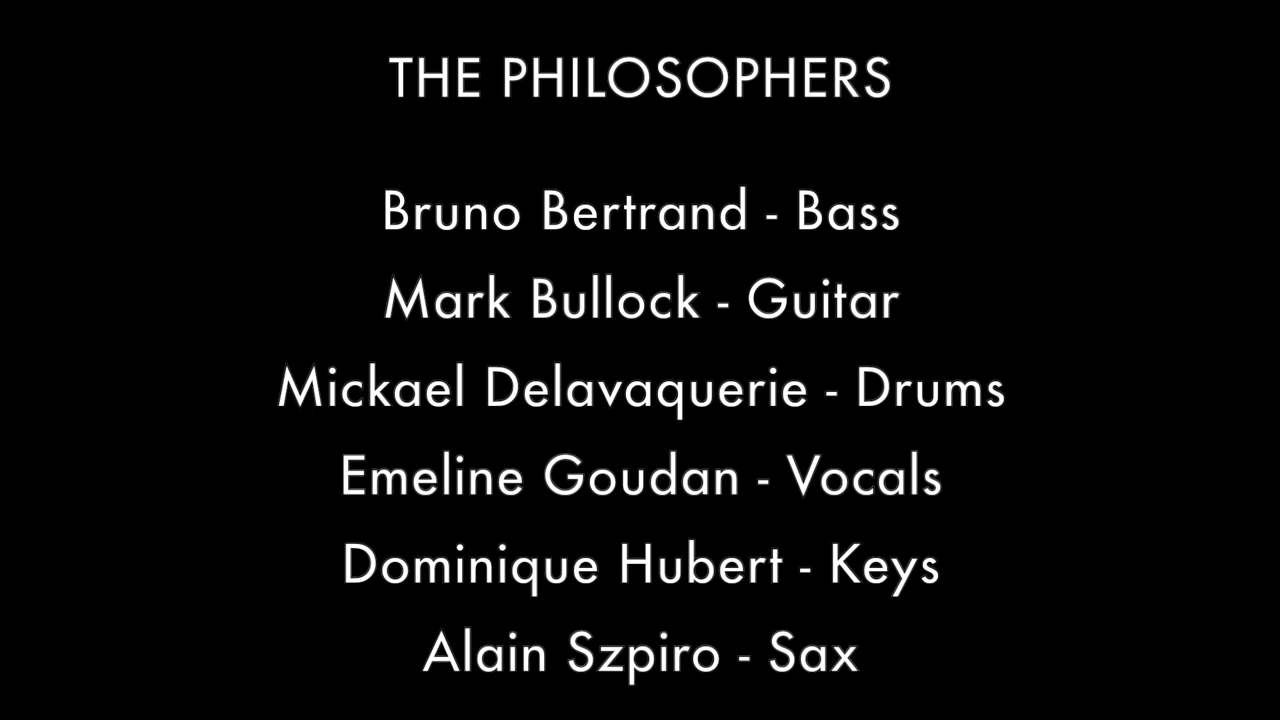 THE PHILOSOPHERS
Bruno Bertrand - Bass
Mark Bullock - Guitar
Mickael Delavaquerie - Drums
Emeline Goudan - Vocals
Dominique Hubert - Keys
Alain Szpiro - Sax